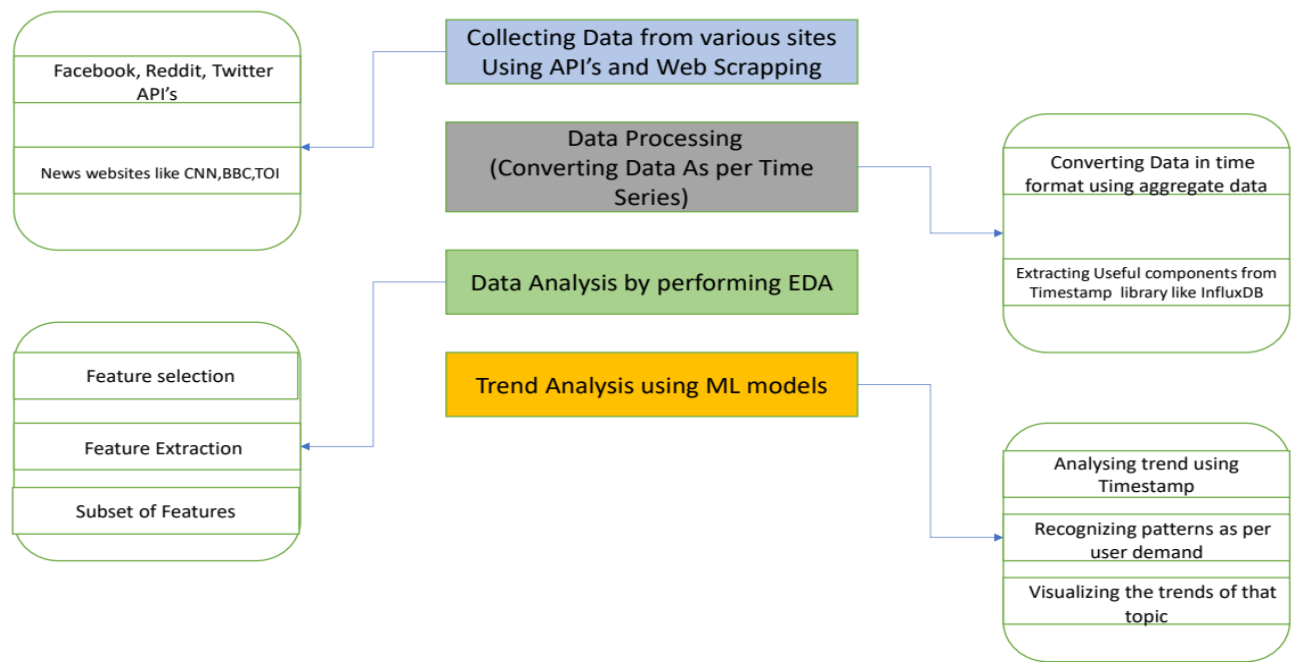 Collecting Data from various sites
Using API's and Web Scrapping
Facebook, Reddit, Twitter
API's
News websites like CNN,BBC,TOI
Data Processing
(Converting Data As per Time
Series)
Converting Data in time
format using aggregate data
Extracting Useful components from
Timestamp library like InfluxDB
Data Analysis by performing EDA
Feature selection
Feature Extraction
Subset of Features
Trend Analysis using ML models
Analysing trend using
Timestamp
Recognizing patterns as per
user demand
Visualizing the trends of that
topic